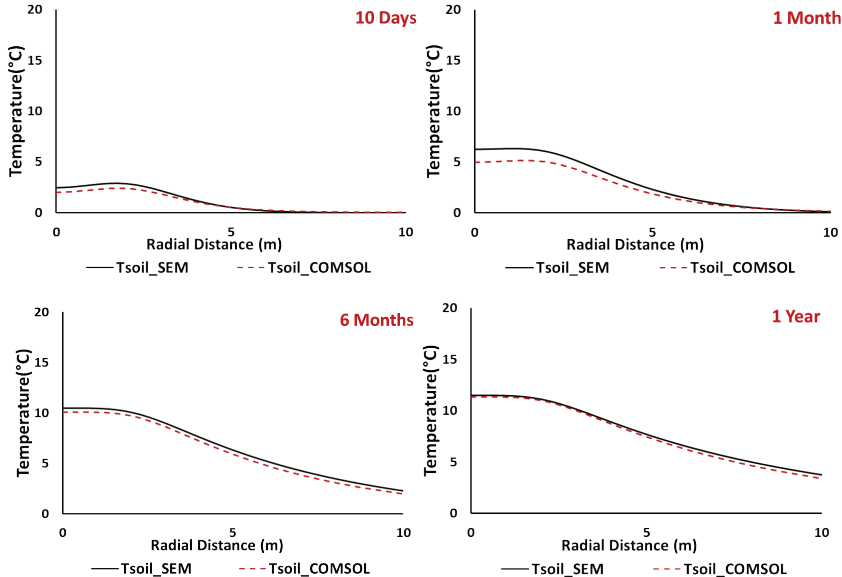 10 Days
Temperature(°C)
20
15
10
5
0
0 5 10
Radial Distance (m)
Tsoil_SEM Tsoil_COMSOL
1 Month
Temperature(°C)
20
15
10
5
0
0 5 10
Radial Distance (m)
Tsoil_SEM Tsoil_COMSOL
6 Months
Temperature(°C)
20
15
10
5
0
0 5 10
Radial Distance (m)
Tsoil_SEM Tsoil_COMSOL
1 Year
Temperature(°C)
20
15
10
5
0
0 5 10
Radial Distance (m)
Tsoil_SEM Tsoil_COMSOL